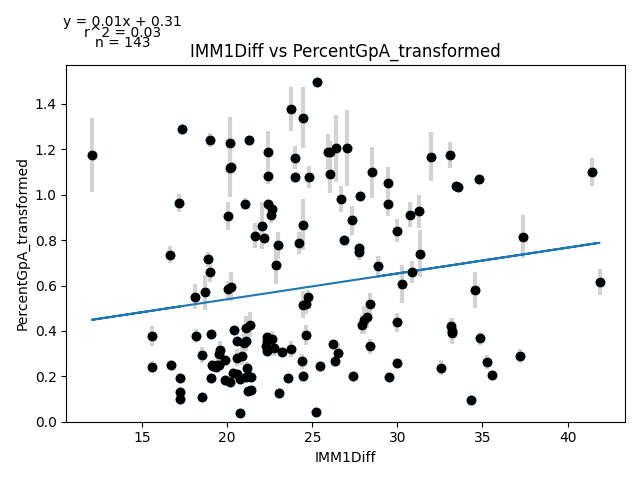 y = 0.01x + 0.31
r^2 = 0.03
n = 143
IMM1Diff vs PercentGpA_transformed
PercentGpA_transformed
1.4
1.2
1.0
0.8
0.6
0.4
0.2
0.0
15 20 25 30 35 40
IMM1Diff